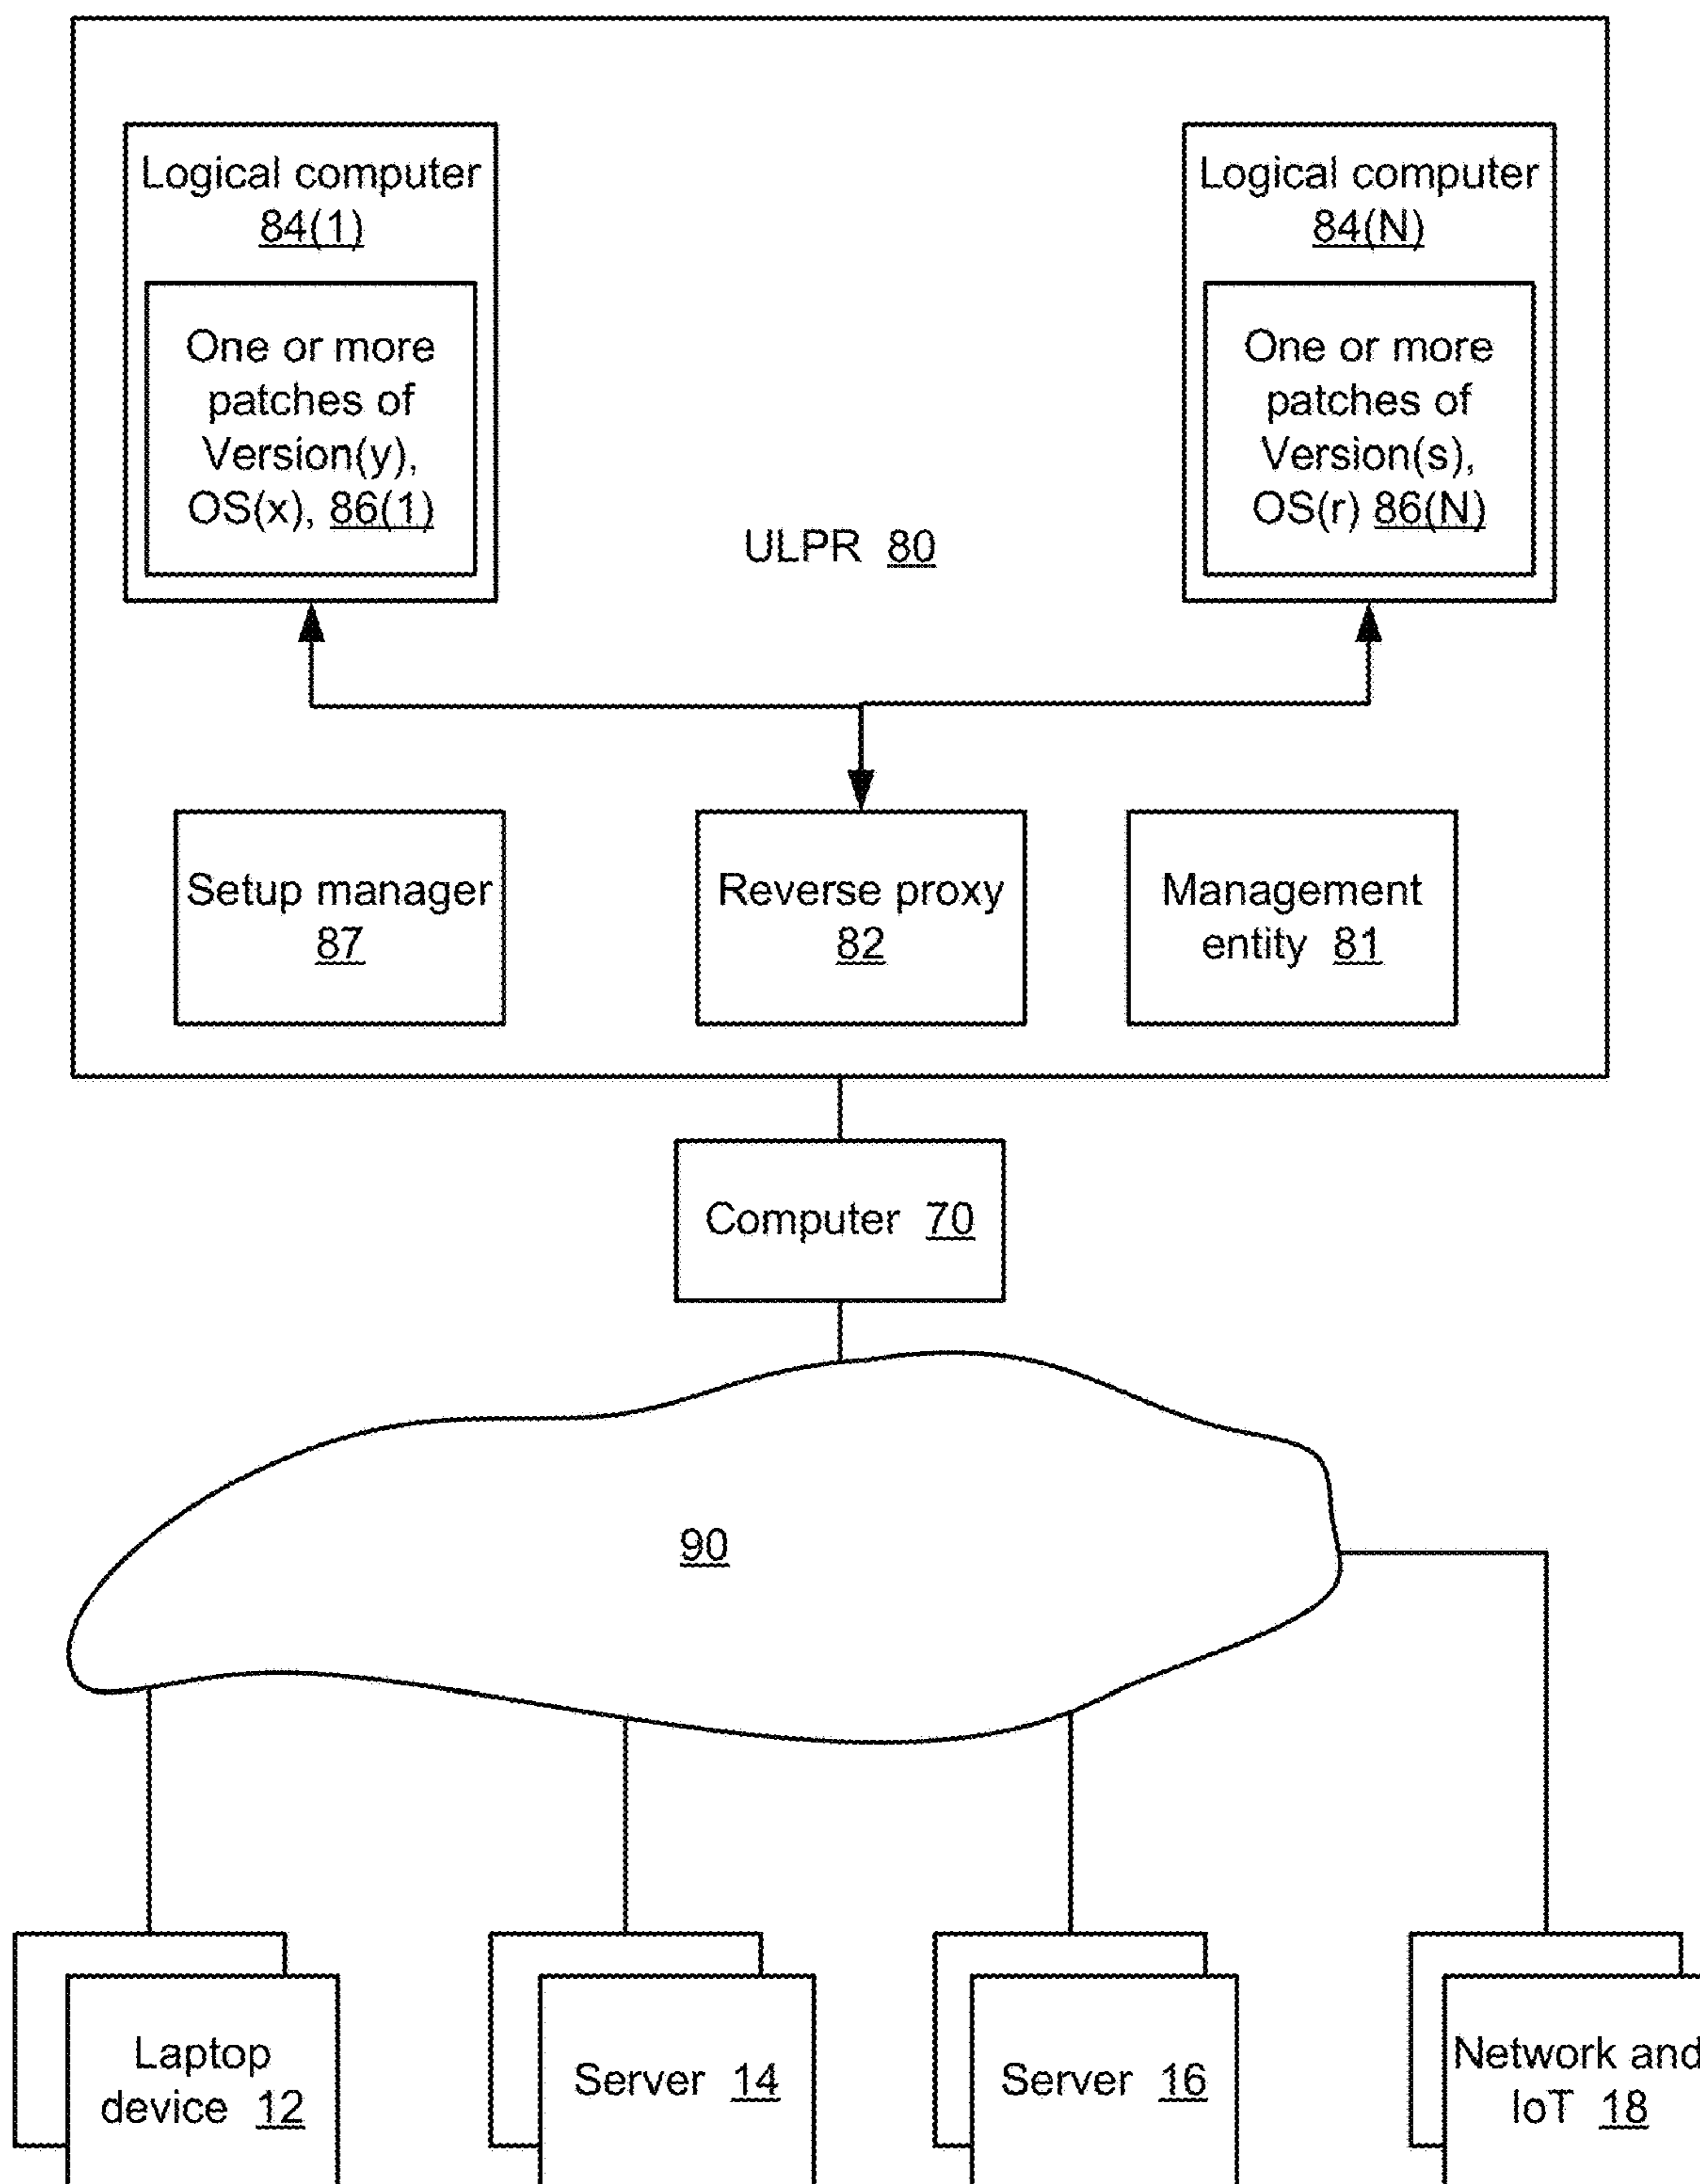 Logical computer
84(1)
One or more
patches of
Version(y),
OS(x), 86(1)
Logical computer
84(N)
One or more
patches of
Version(s),
OS(r) 86(N)
ULPR 80
Setup manager
87
Reverse proxy
82
Management
entity 81
Computer 70
90
Laptop
device 12
Server 14
Server 16
Network and
IoT 18